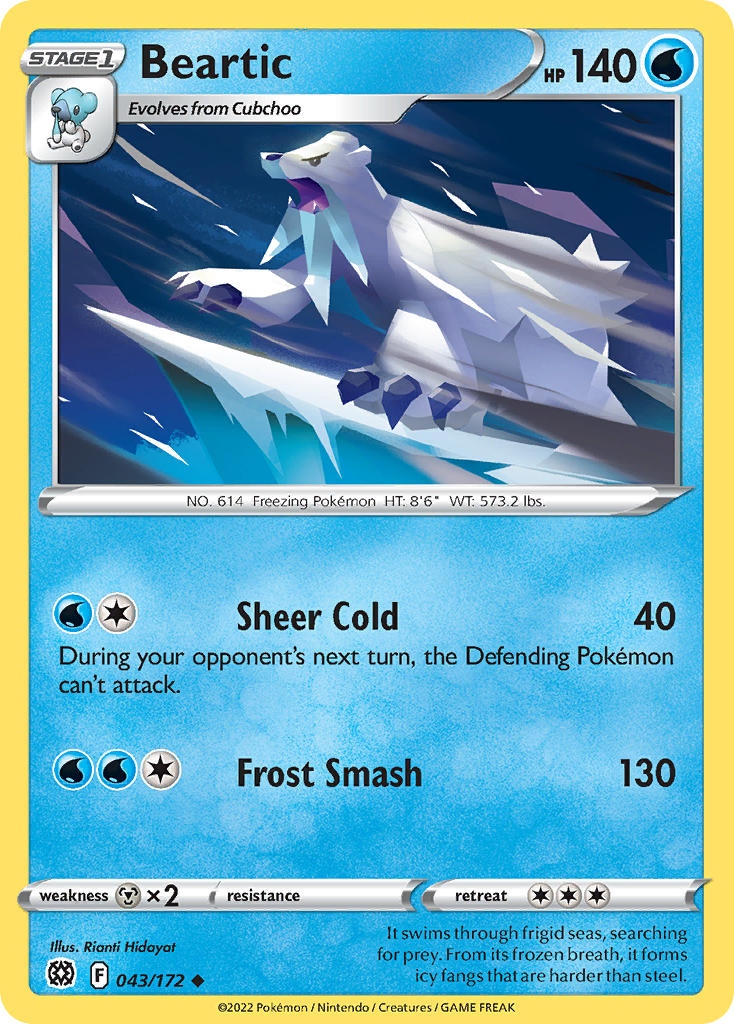 STAGE 1
Beartic
HP 140
Evolves from Cubchoo
NO. 614 Freezing Pokémon HT: 8'6" WT: 573.2 lbs.
Sheer Cold 40
During your opponent's next turn, the Defending Pokémon
can't attack.
Frost Smash 130
weakness ×2 resistance retreat
Illus. Rianti Hidayat
It swims through frigid seas, searching
for prey. From its frozen breath, it forms
icy fangs that are harder than steel.
F 043/172
©2022 Pokémon / Nintendo / Creatures / GAME FREAK